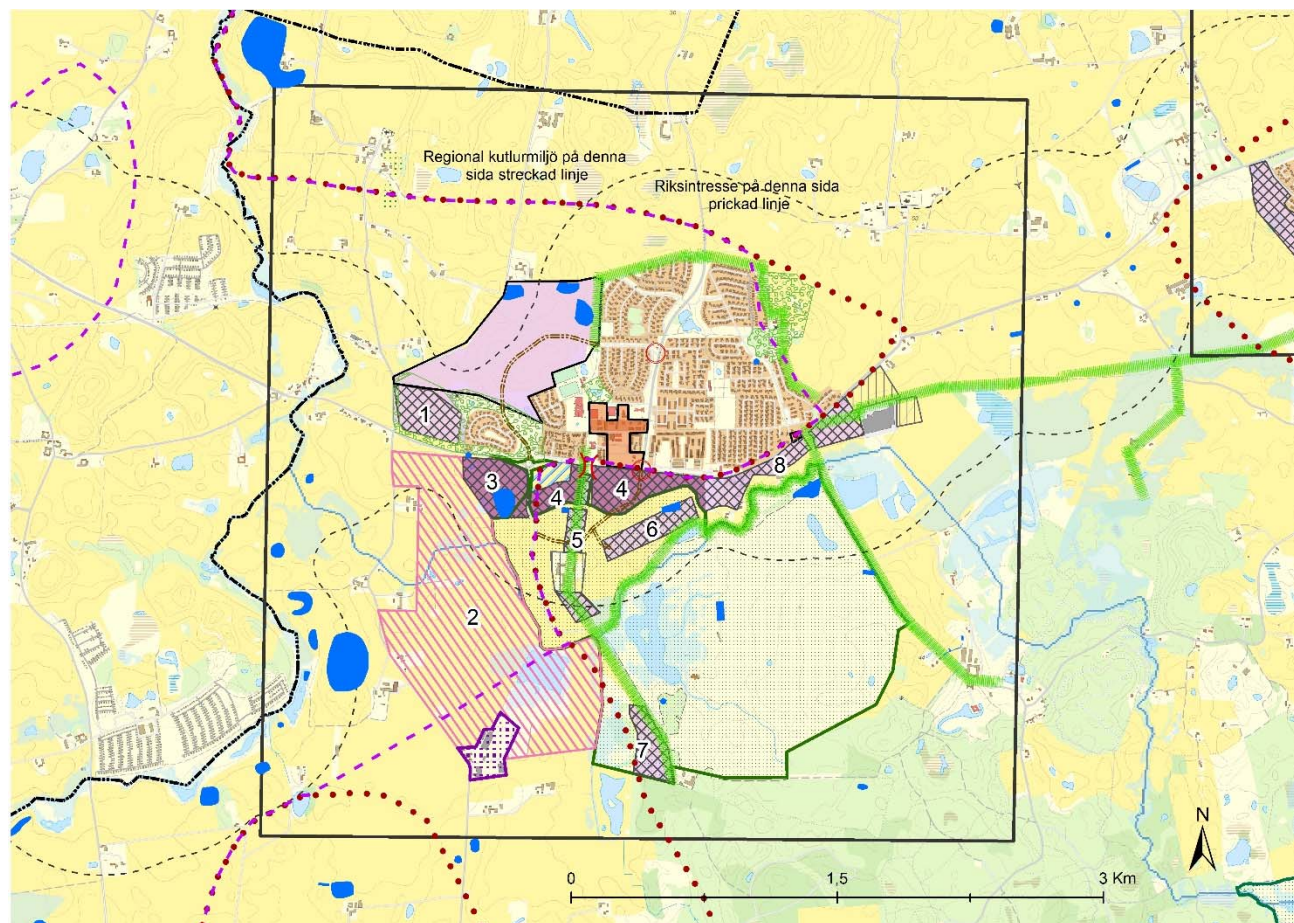 Regional kutlurmiljö på denna
sida streckad linje
Riksintresse på denna sida
prickad linje
1
3
4
4
8
6
5
2
7
N
0
1,5
3 Km